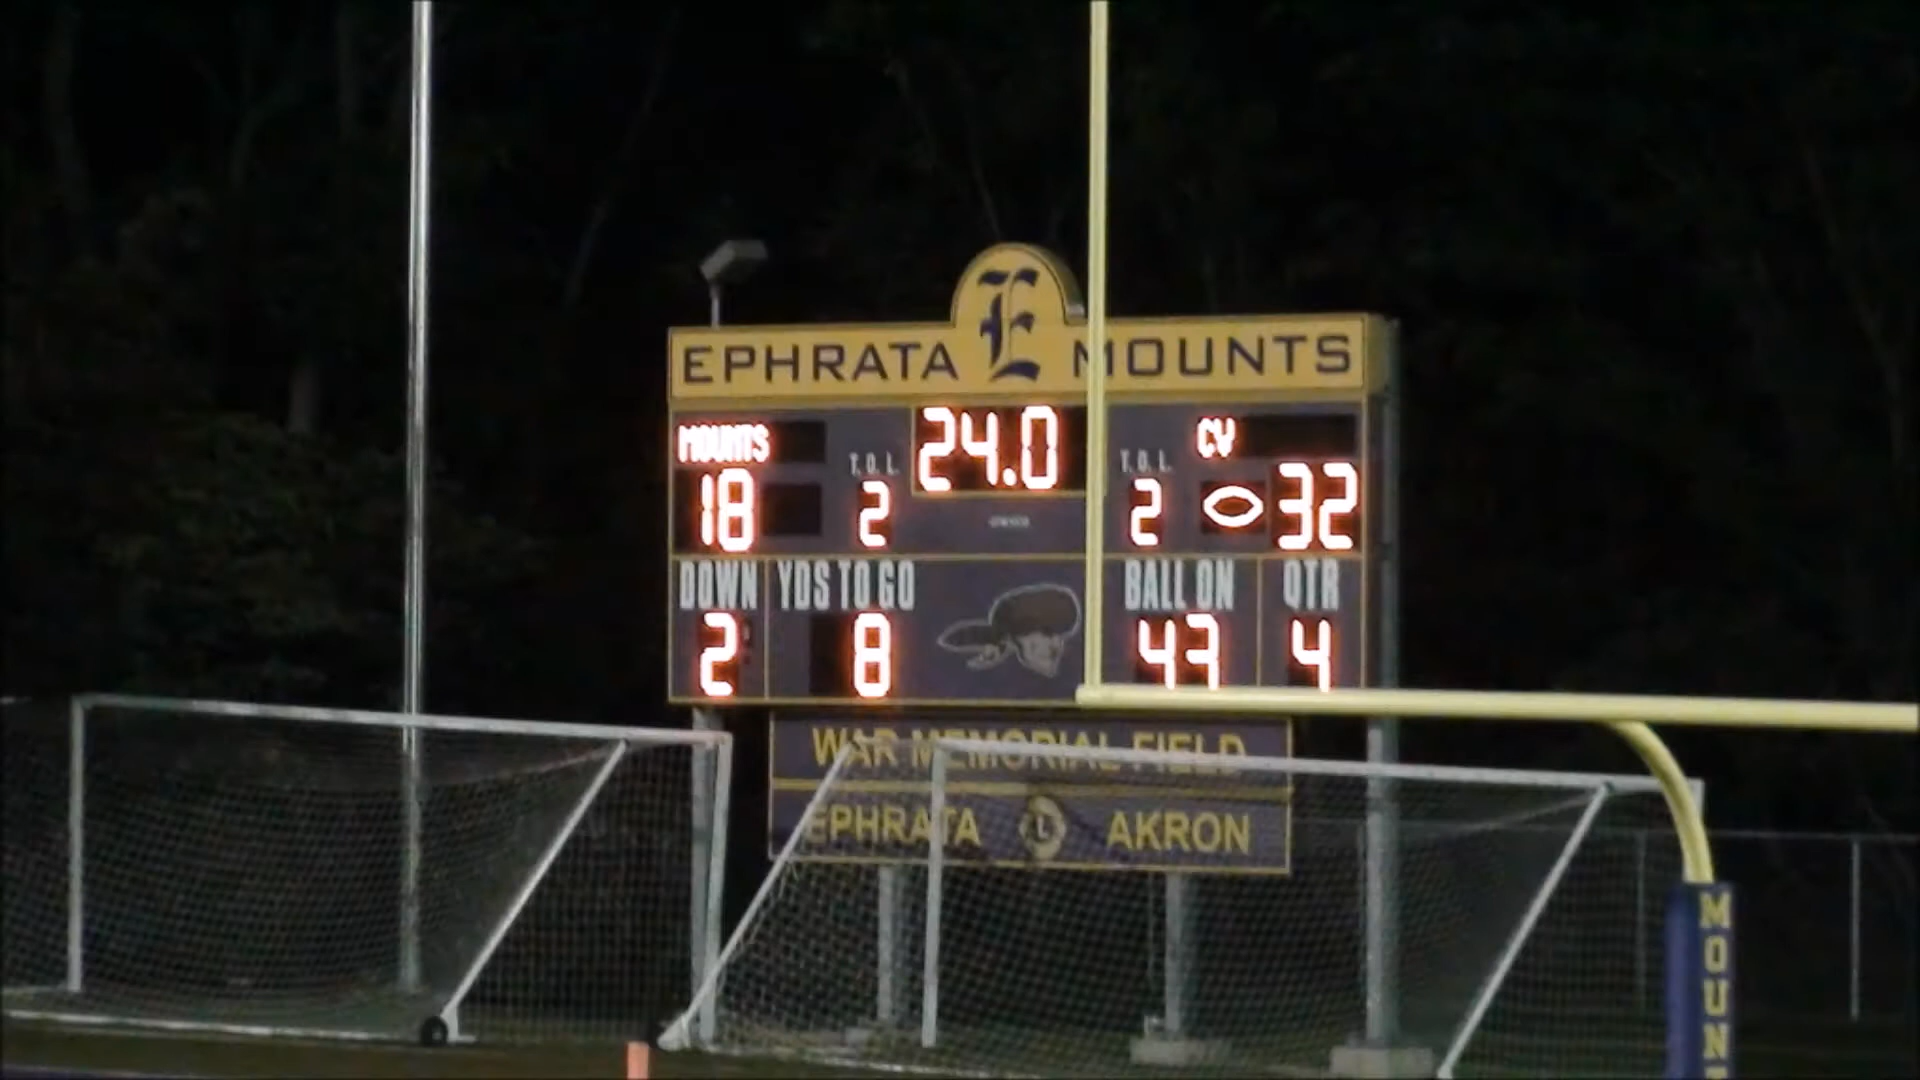 E
EPHRATA MOUNTS
MOUNTS 24.0 CV
T.O.L. T.O.L.
18 2 2 32
DOWN YDS TO GO BALL ON QTR
2 8 47 4
WAR MEMORIAL FIELD
EPHRATA L AKRON
MOUN